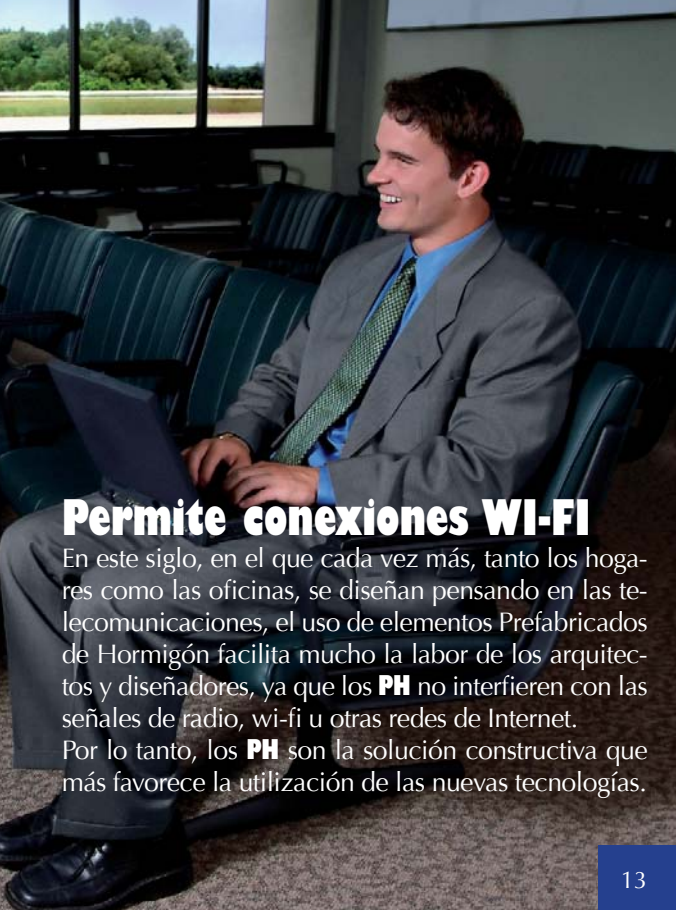 Permite conexiones WI-FI
En este siglo, en el que cada vez más, tanto los hoga-
res como las oficinas, se diseñan pensando en las te-
lecomunicaciones, el uso de elementos Prefabricados
de Hormigón facilita mucho la labor de los arquitec-
tos y diseñadores, ya que los PH no interfieren con las
señales de radio, wi-fi u otras redes de Internet.
Por lo tanto, los PH son la solución constructiva que
más favorece la utilización de las nuevas tecnologías.
13